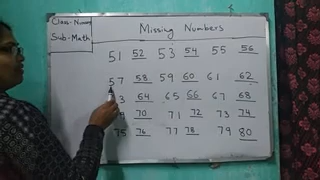 Class-Nursery
Sub-Math
Missing Numbers
51 52 53 54 55 56
57 58 59 60 61 62
3 64 65 66 67 68
70 71 72 73 74
75 76 77 78 79 80